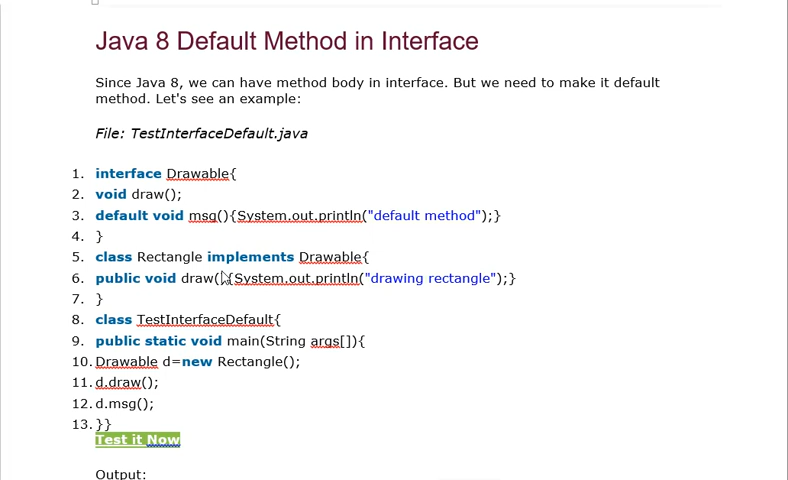 Java 8 Default Method in Interface
Since Java 8, we can have method body in interface. But we need to make it default
method. Let's see an example:
File: TestInterfaceDefault.java
1. interface Drawable{
2. void draw();
3. default void msg(){System.out.println("default method");}
4. }
5. class Rectangle implements Drawable{
6. public void draw(){System.out.println("drawing rectangle");}
7. }
8. class TestInterfaceDefault{
9. public static void main(String args[]){
10. Drawable d=new Rectangle();
11. d.draw();
12. d.msg();
13. }}
Test it Now
Output: